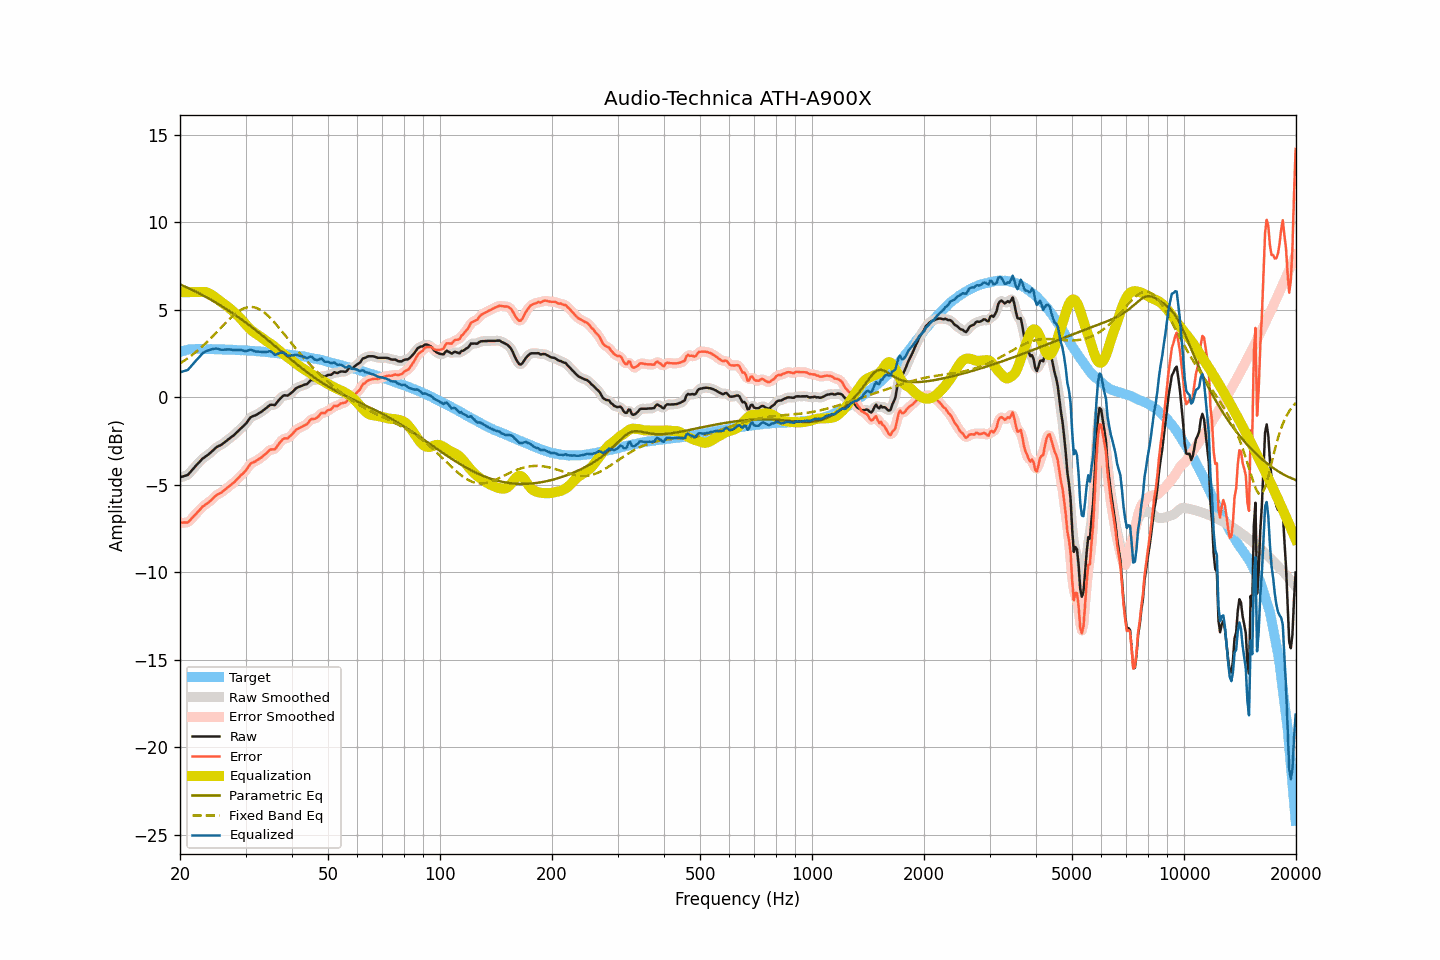 Audio-Technica ATH-A900X
Amplitude (dBr)
15
10
5
0
−5
−10
−15
−20
−25
Target
Raw Smoothed
Error Smoothed
Raw
Error
Equalization
Parametric Eq
Fixed Band Eq
Equalized
20 50 100 200 500 1000 2000 5000 10000 20000
Frequency (Hz)